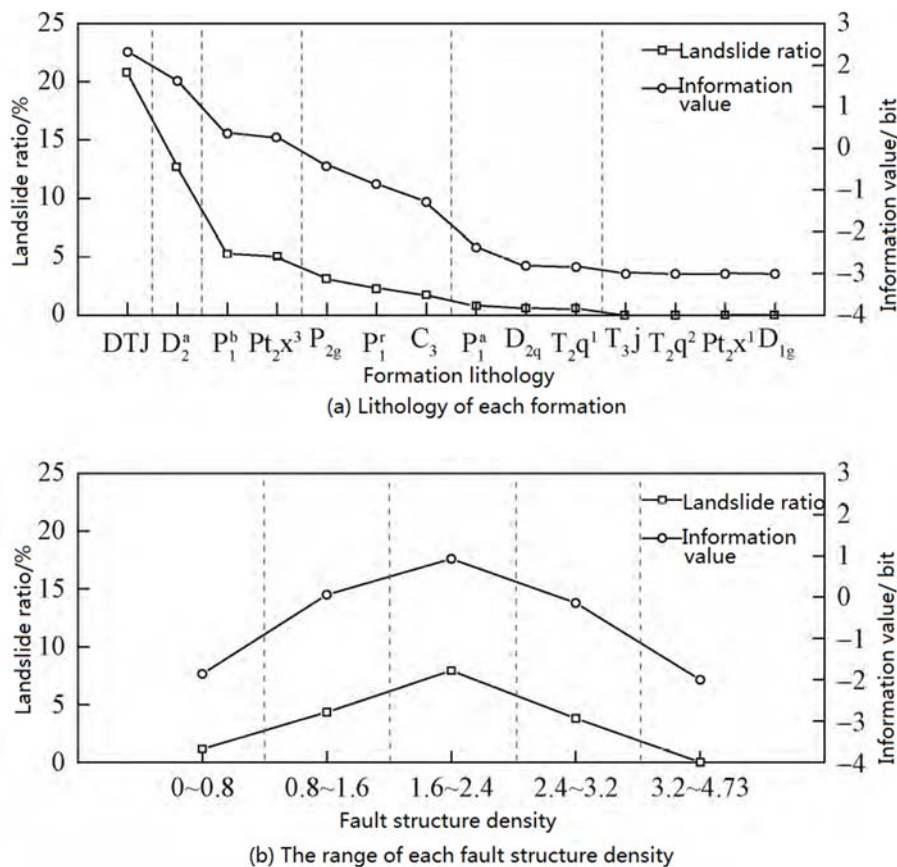 25
20
15
10
5
0
Landslide ratio/%
3
2
1
0
−1
−2
−3
−4
Information value/ bit
Landslide ratio
Information
value
DTJ D₂ᵃ P₁ᵇ Pt₂x³ P₂g P₁ʳ C₃ P₁ᵃ D₂q T₂q¹ T₃j T₂q² Pt₂x¹ D₁g
Formation lithology
(a) Lithology of each formation
25
20
15
10
5
0
Landslide ratio/%
3
2
1
0
−1
−2
−3
−4
Information value/ bit
Landslide ratio
Information
value
0~0.8 0.8~1.6 1.6~2.4 2.4~3.2 3.2~4.73
Fault structure density
(b) The range of each fault structure density